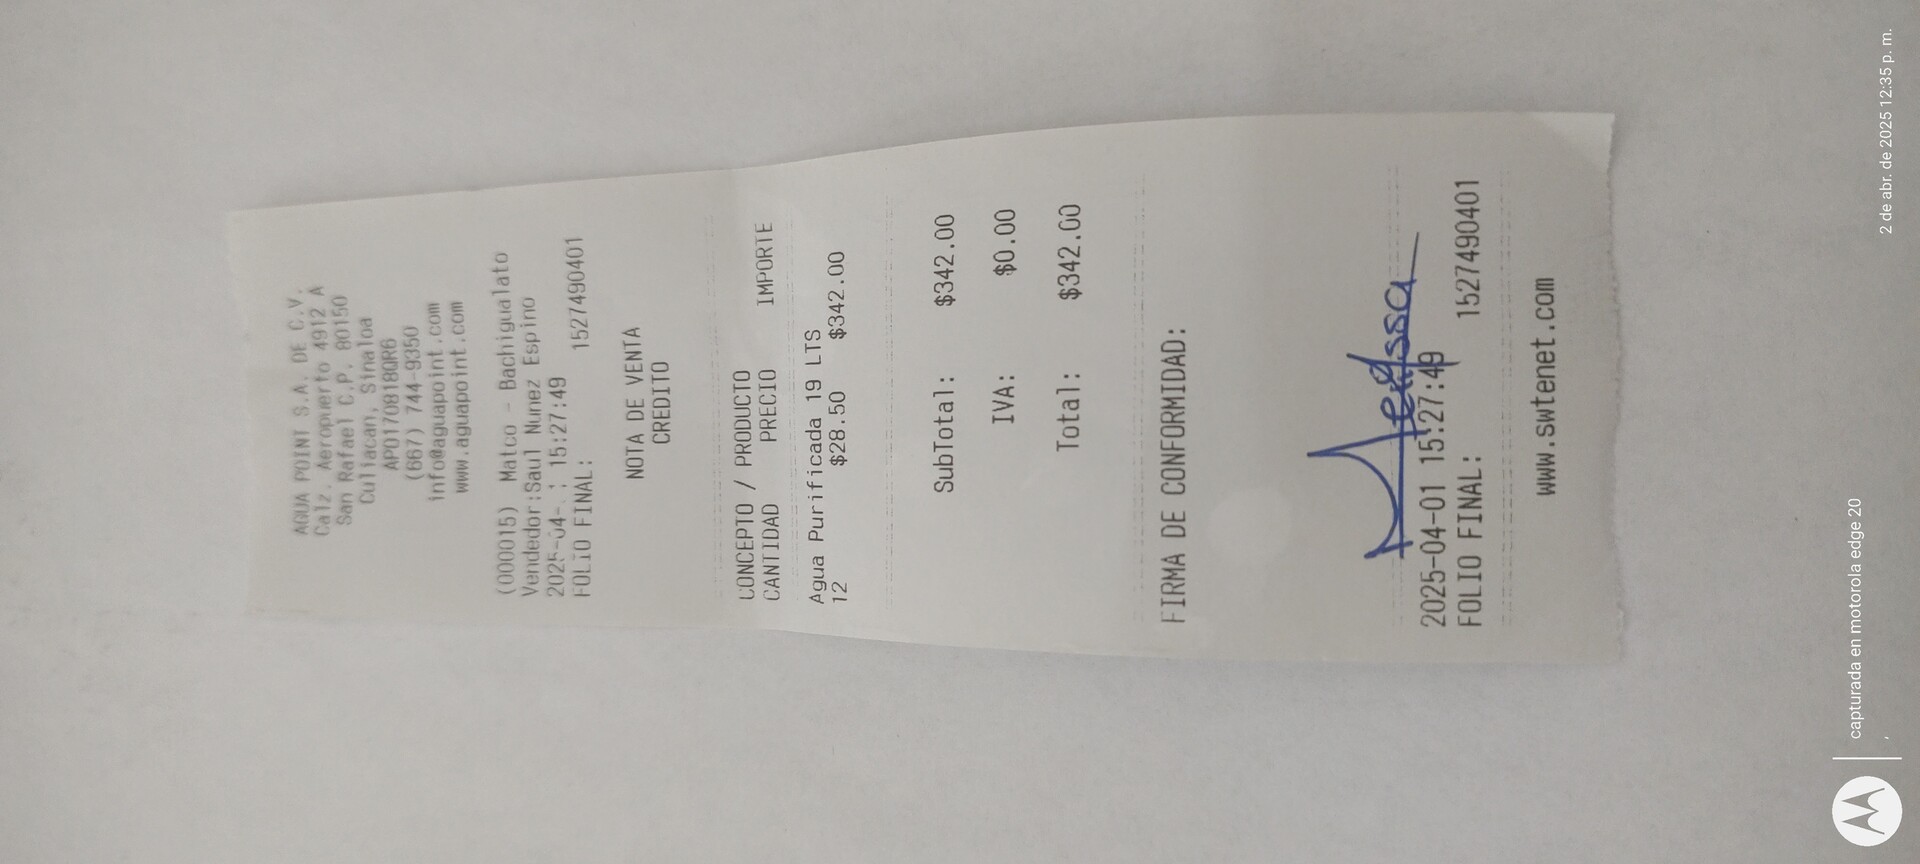 AGUA POINT S.A. DE C.V.
Calz. Aeropuerto 4912 A
San Rafael C.P. 80150
Culiacan, Sinaloa
APO170818QR6
(667) 744-9350
info@aguapoint.com
www.aguapoint.com
(000015) Matco - Bachigualato
Vendedor:Saul Nunez Espino
2025-04- 15:27:49
FOLIO FINAL: 1527490401
NOTA DE VENTA
CREDITO
CONCEPTO / PRODUCTO
CANTIDAD PRECIO IMPORTE
Agua Purificada 19 LTS
12 $28.50 $342.00
SubTotal: $342.00
IVA: $0.00
Total: $342.00
FIRMA DE CONFORMIDAD:
2025-04-01 15:27:49
FOLIO FINAL: 1527490401
www.swtenet.com
capturada en motorola edge 20
2 de abr. de 2025 12:35 p. m.